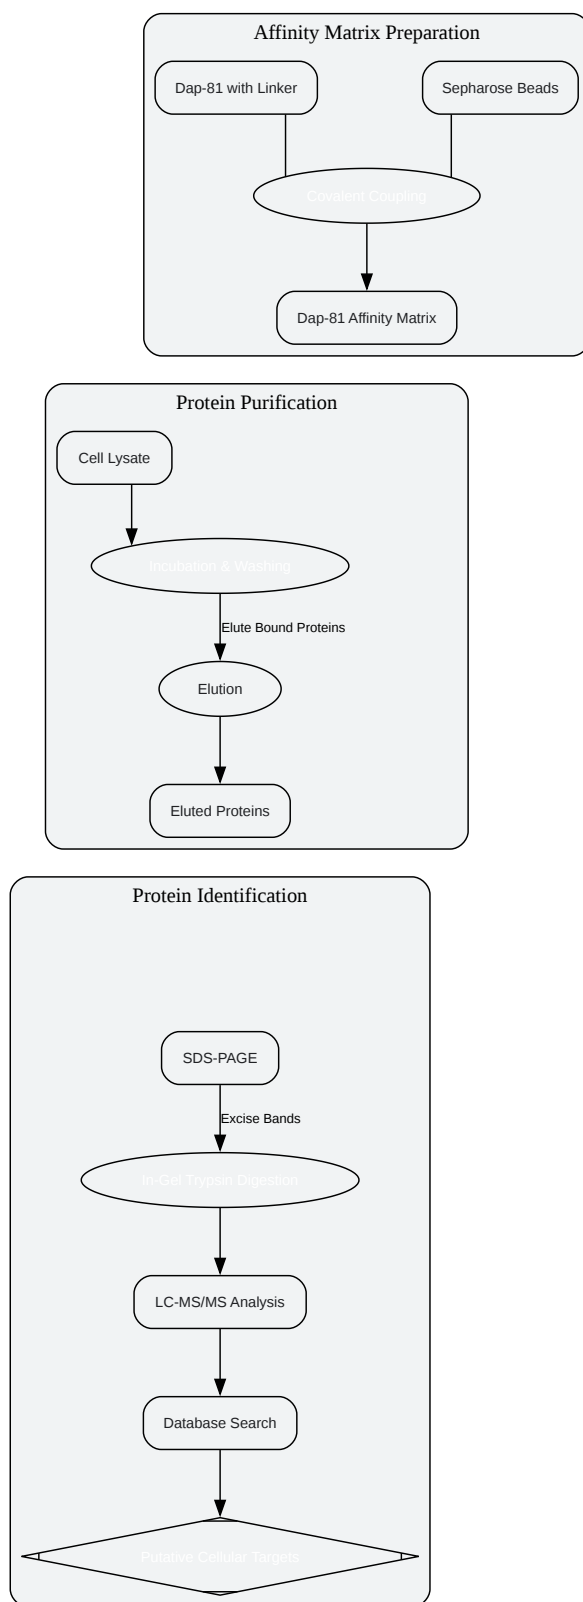 Affinity Matrix Preparation
Dap-81 with Linker
Sepharose Beads
Covalent Coupling
Dap-81 Affinity Matrix
Protein Purification
Cell Lysate
Incubation & Washing
Elute Bound Proteins
Elution
Eluted Proteins
Protein Identification
SDS-PAGE
Excise Bands
In-Gel Trypsin Digestion
LC-MS/MS Analysis
Database Search
Putative Cellular Targets